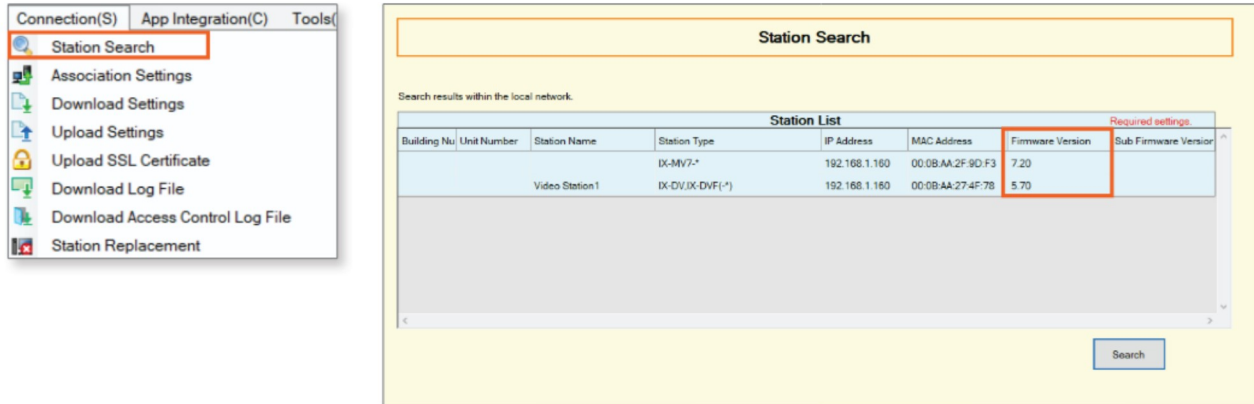 Connection(S) App Integration(C) Tools(
Station Search
Association Settings
Download Settings
Upload Settings
Upload SSL Certificate
Download Log File
Download Access Control Log File
Station Replacement
Station Search
Search results within the local network.
Station List Required settings.
Building Nu Unit Number Station Name Station Type IP Address MAC Address Firmware Version Sub Firmware Version
IX-MV7-* 192.168.1.160 00:0B:AA:2F:9D:F3 7.20
Video Station1 IX-DV,IX-DVF(-*) 192.168.1.160 00:0B:AA:27:4F:78 5.70
Search